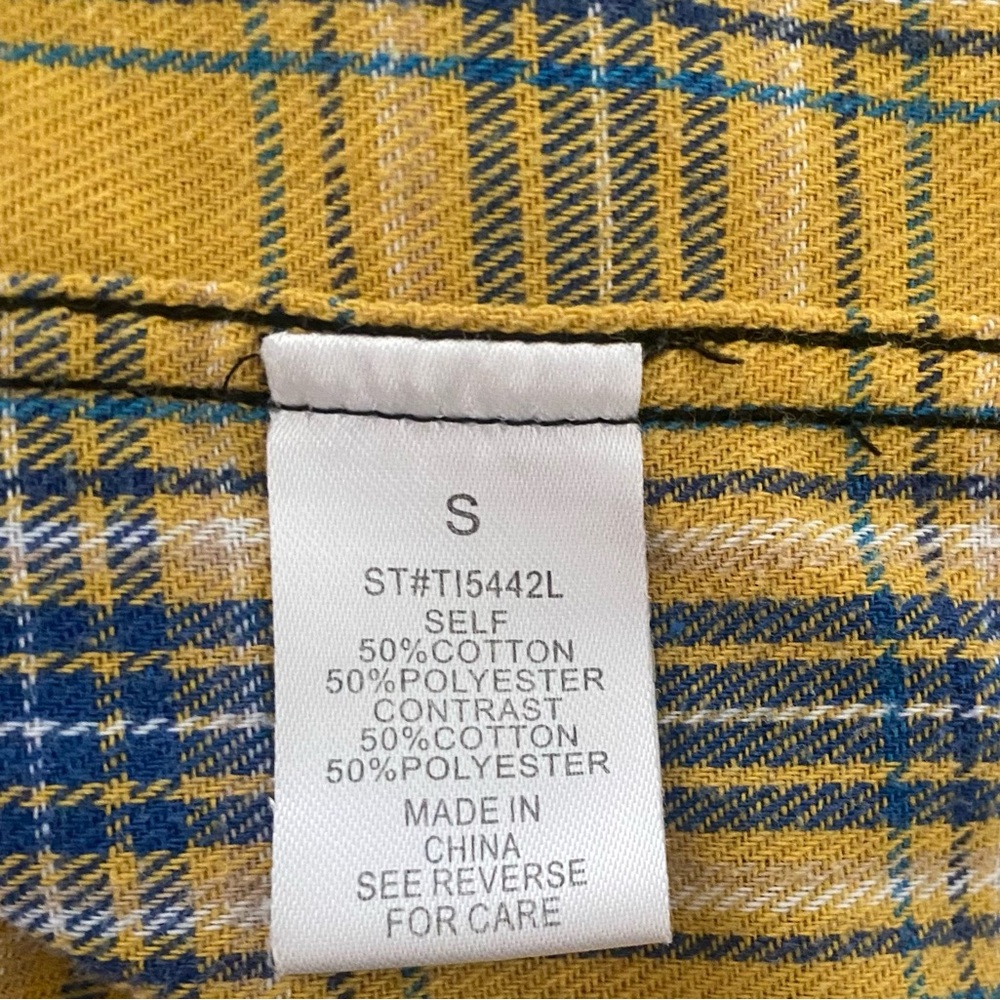 S
ST#TI5442L
SELF
50%COTTON
50%POLYESTER
CONTRAST
50%COTTON
50%POLYESTER
MADE IN
CHINA
SEE REVERSE
FOR CARE